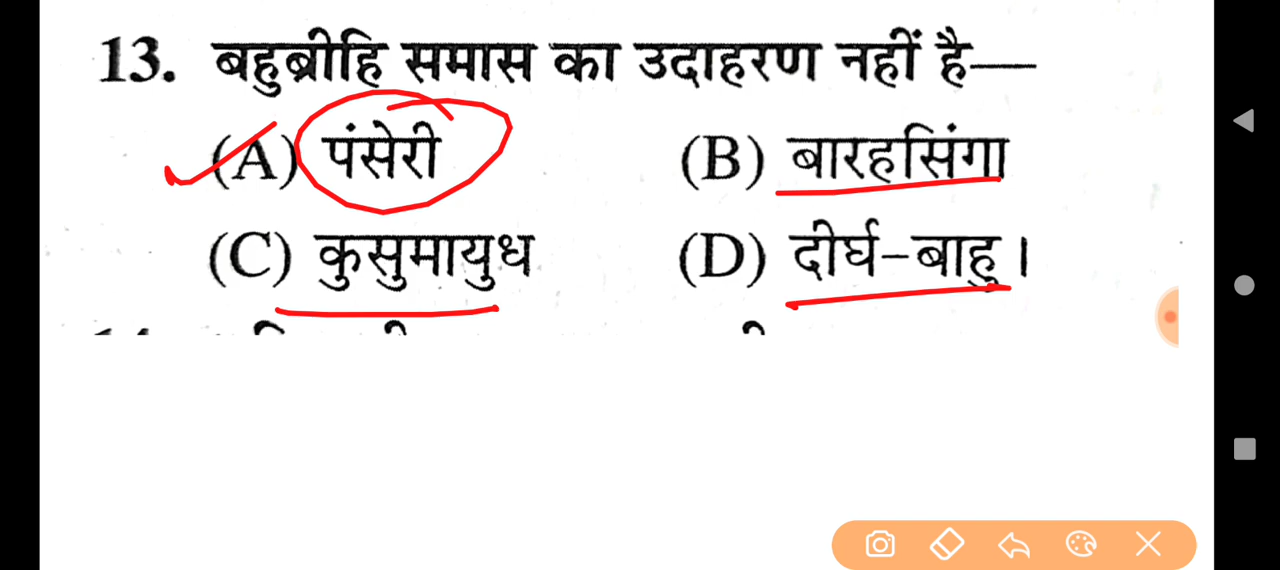 13. बहुब्रीहि समास का उदाहरण नहीं है—
(A) पंसेरी (B) बारहसिंगा
(C) कुसुमायुध (D) दीर्घ-बाहु।